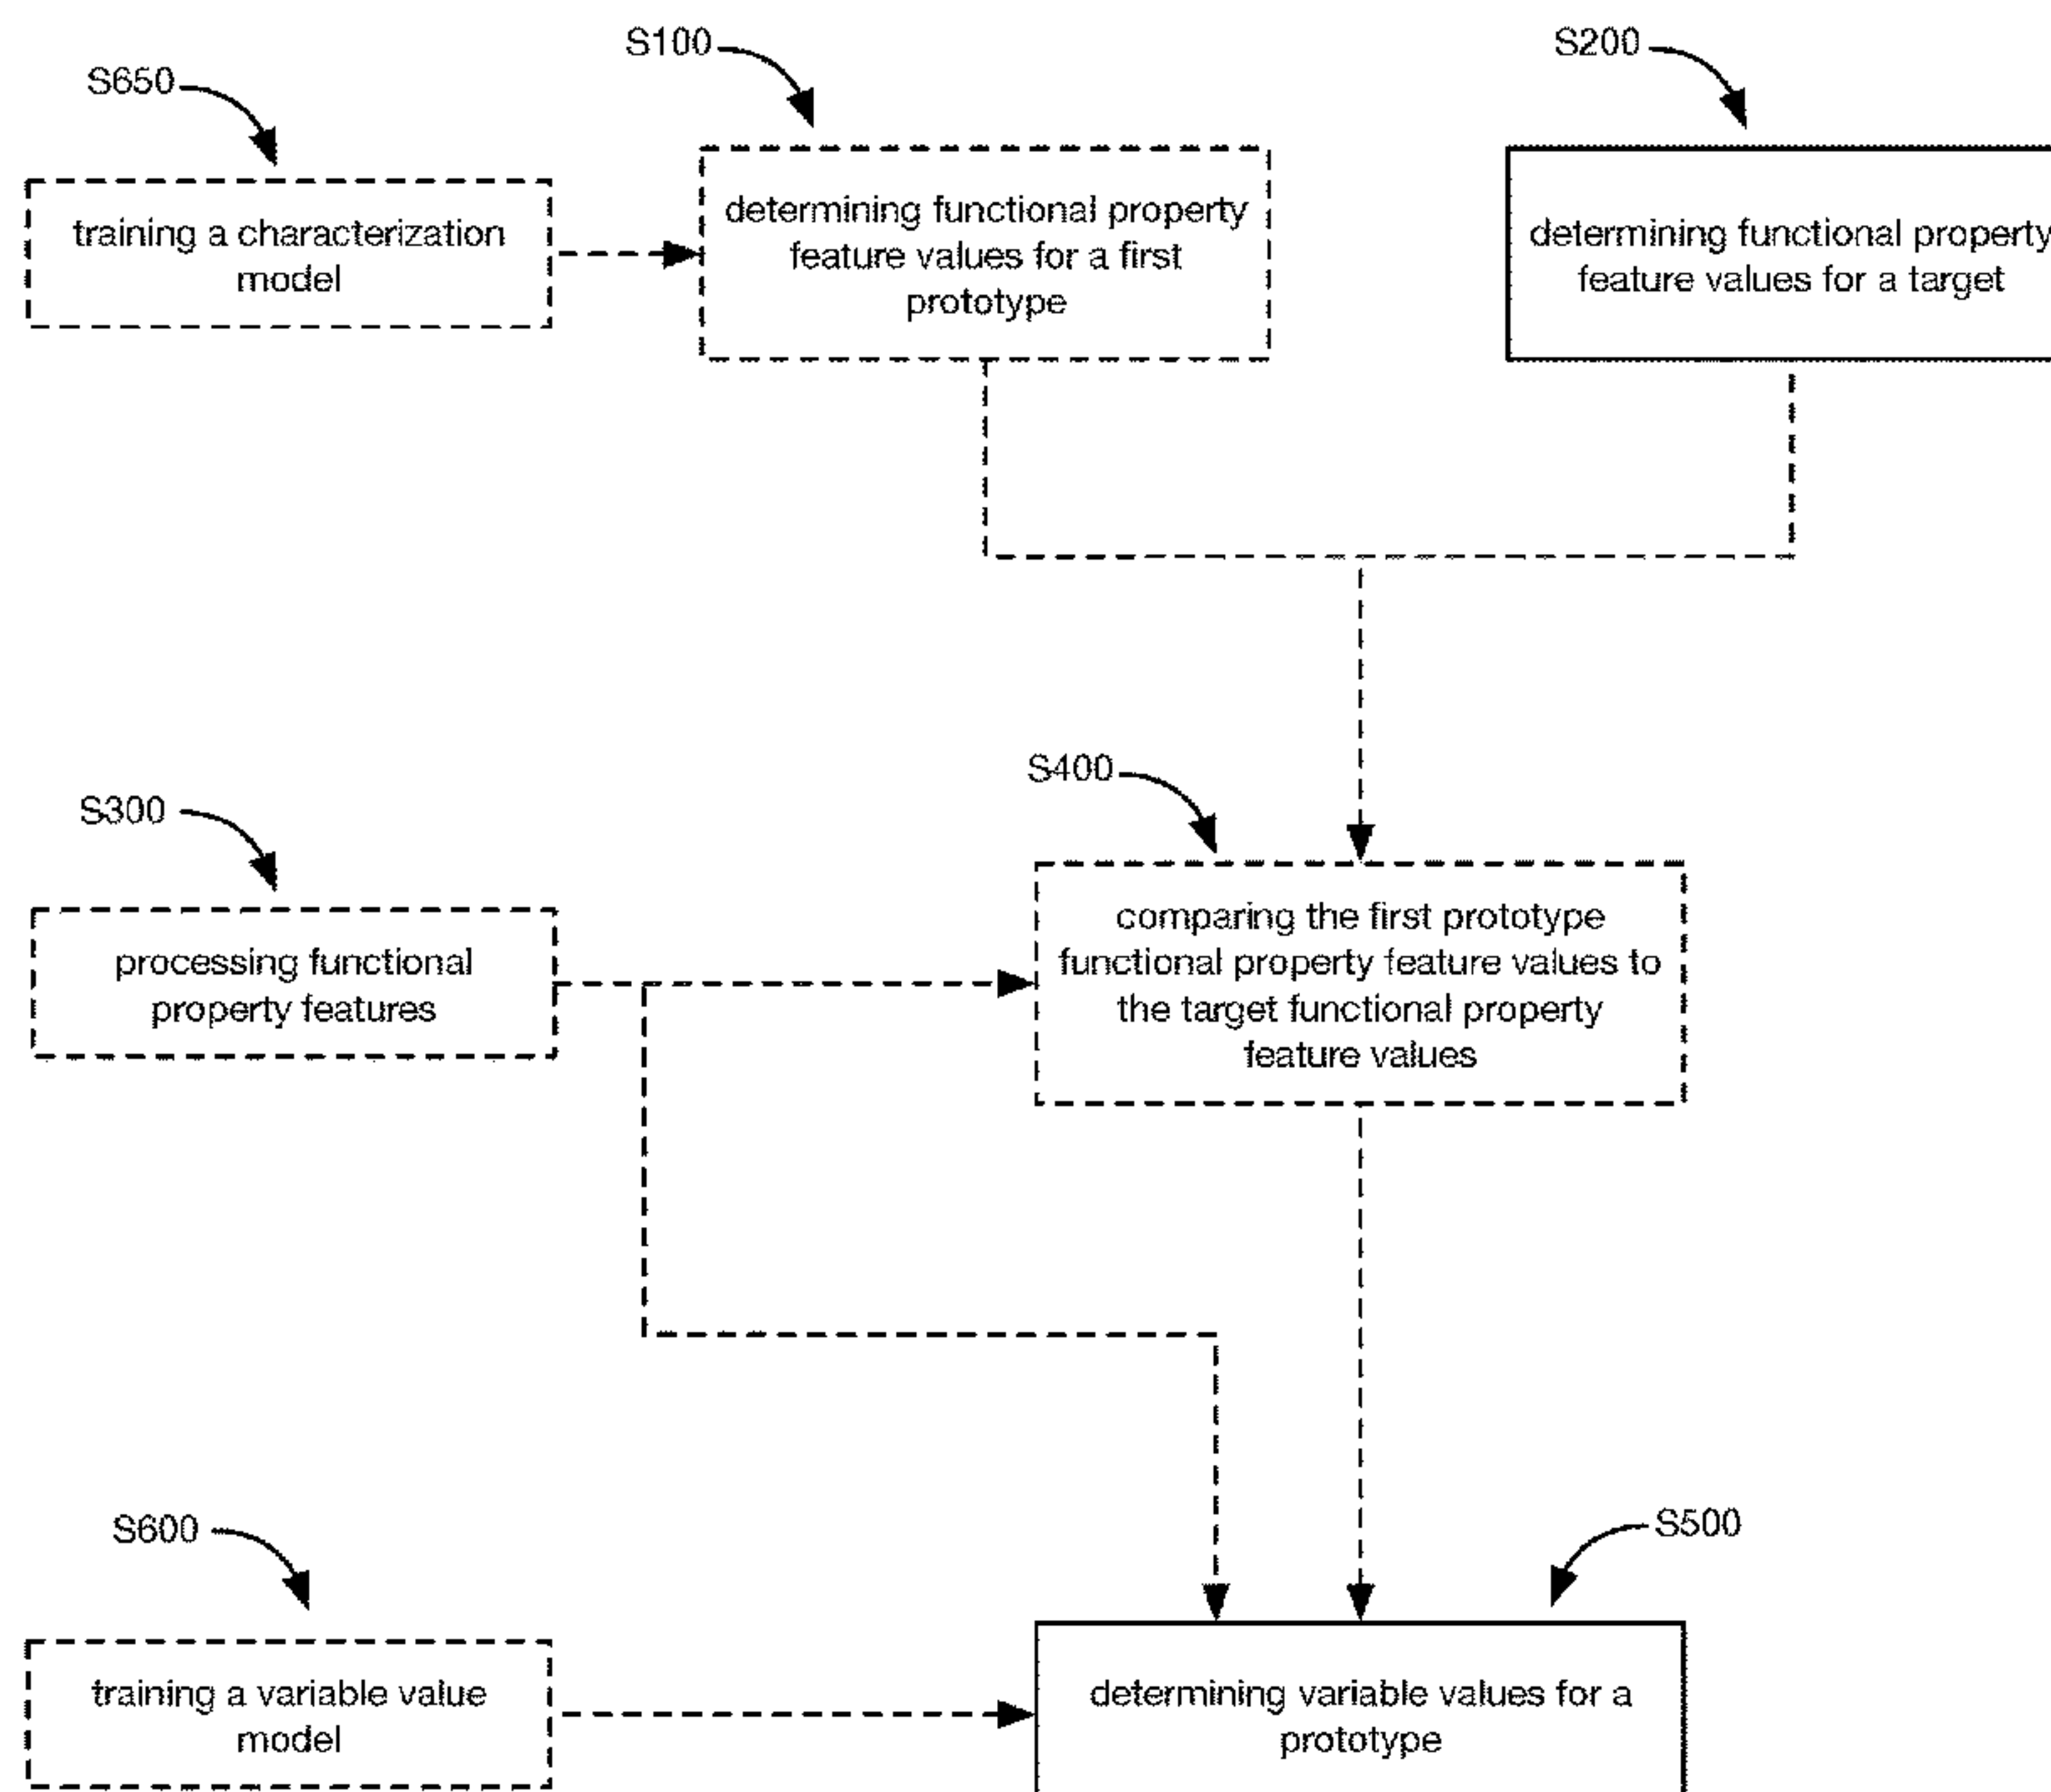 S100
S200
S650
determining functional property
feature values for a first
prototype
determining functional property
feature values for a target
training a characterization
model
S400
S300
comparing the first prototype
functional property feature values to
the target functional property
feature values
processing functional
property features
S600
S500
training a variable value
model
determining variable values for a
prototype